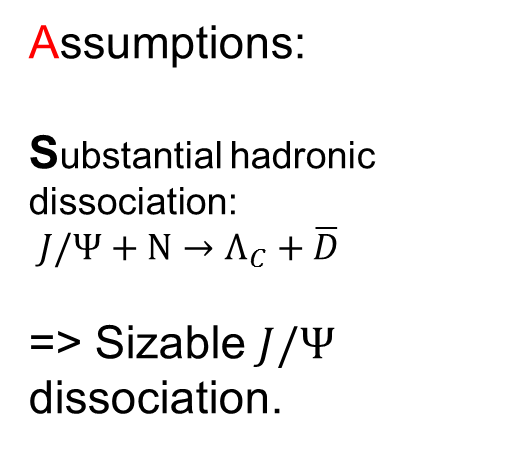 Assumptions:
Substantial hadronic
dissociation:
J/Ψ + N → Λ_C + D̅
=> Sizable J/Ψ
dissociation.